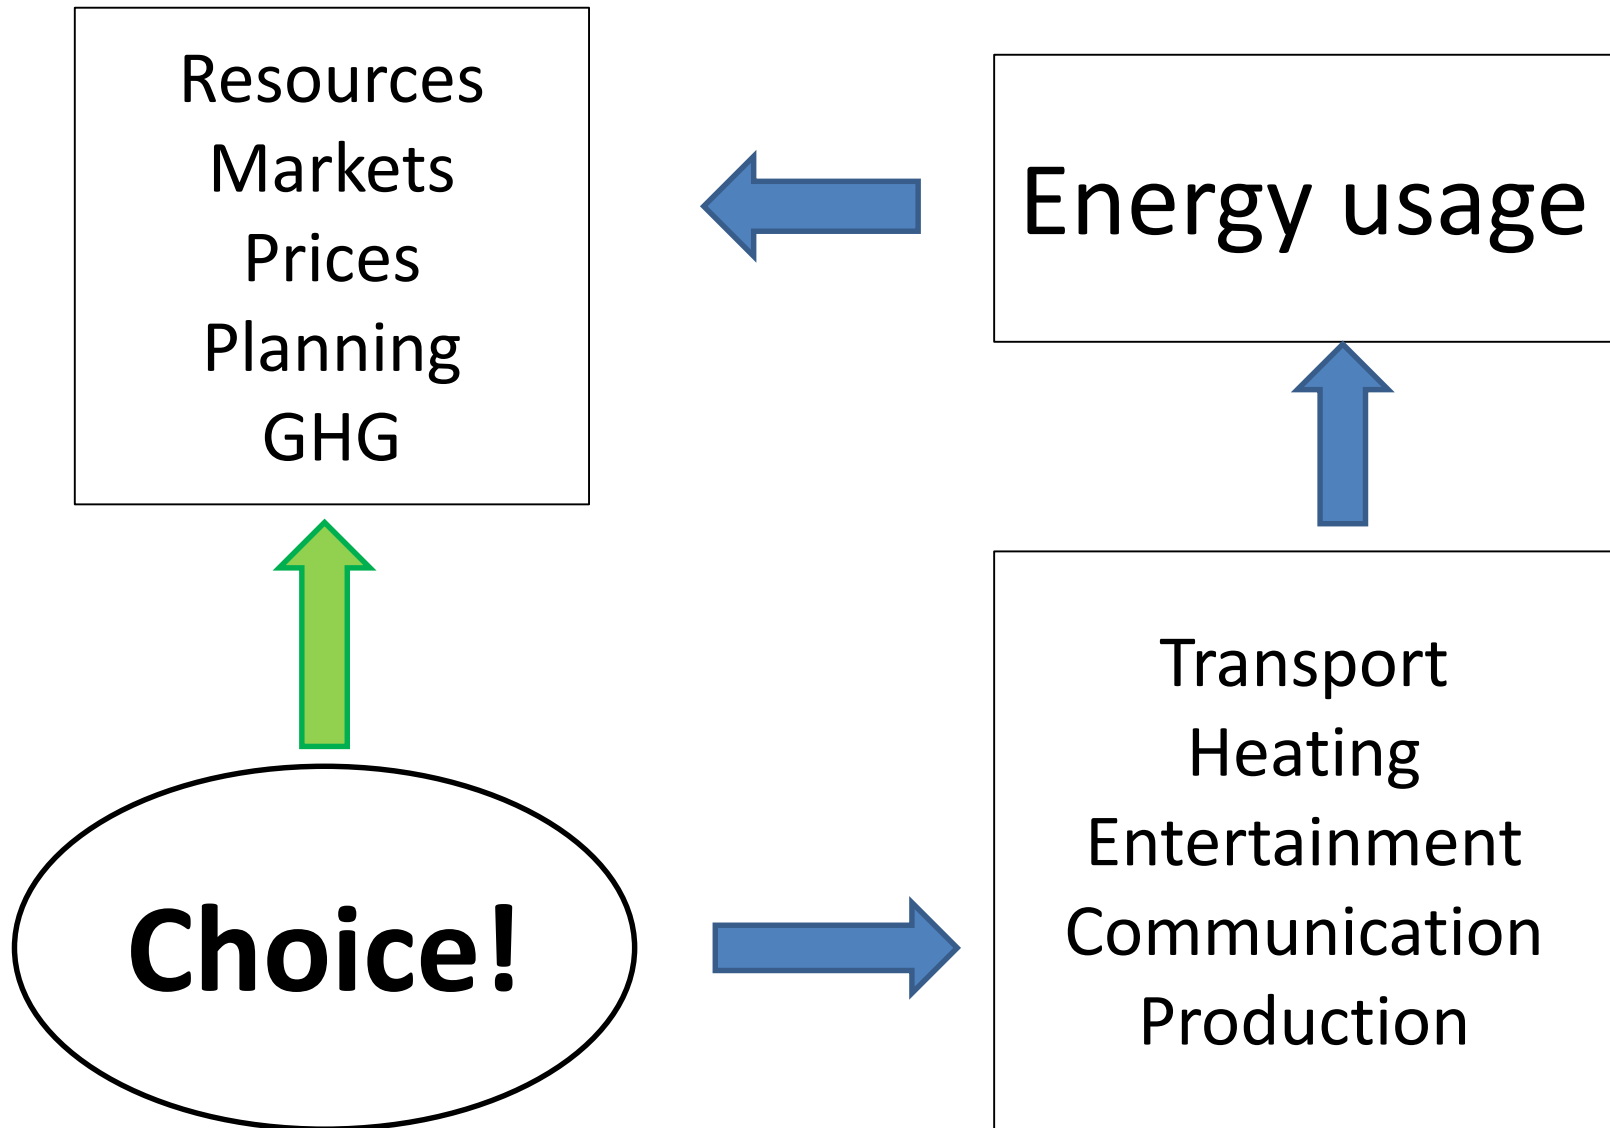 Resources
Markets
Prices
Planning
GHG
Energy usage
Choice!
Transport
Heating
Entertainment
Communication
Production